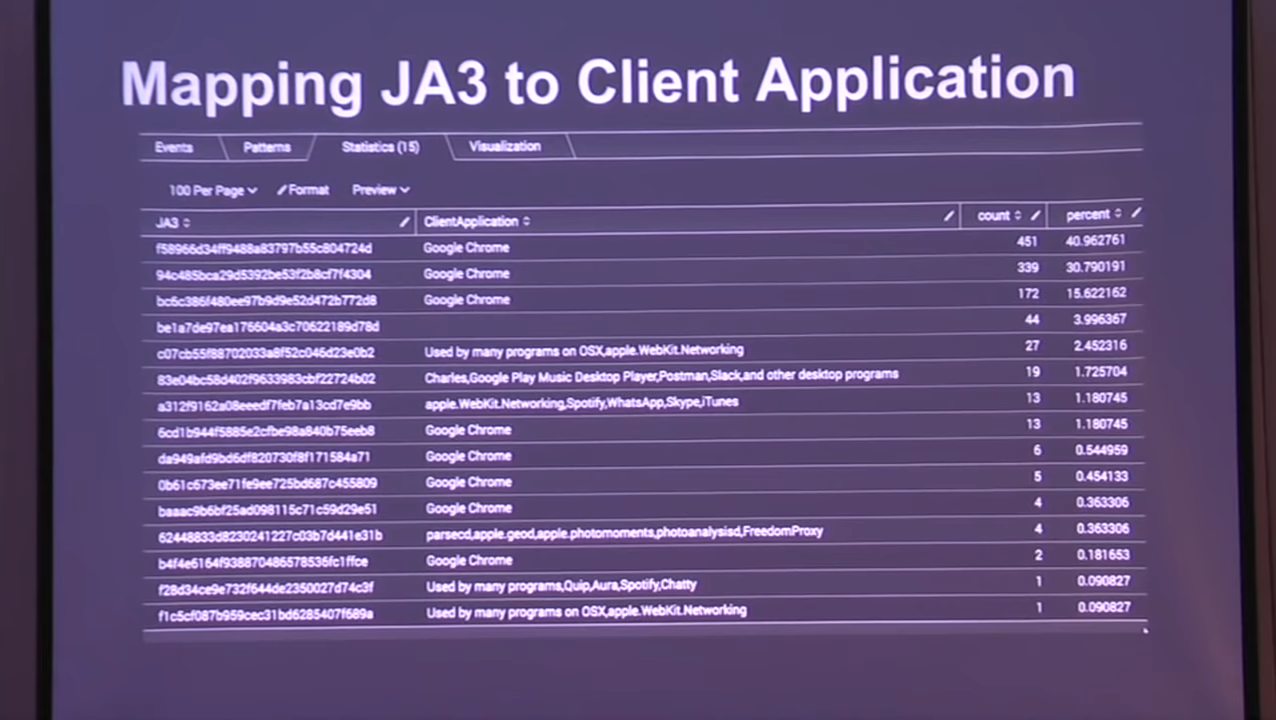 Mapping JA3 to Client Application
Events Patterns Statistics (15) Visualization
100 Per Page Format Preview
JA3 ClientApplication count percent
f58966d34ff9488a83797b55c804724d Google Chrome 451 40.962761
94c485bca29d5392be53f2b8cf7f4304 Google Chrome 339 30.790191
bc6c386f480ee97b9d9e52d472b772d8 Google Chrome 172 15.622162
be1a7de97ea176604a3c70622189d78d 44 3.996367
c07cb55f88702033a8f52c046d23e0b2 Used by many programs on OSX,apple.WebKit.Networking 27 2.452316
83e04bc58d402f9633983cbf22724b02 Charles,Google Play Music Desktop Player,Postman,Slack,and other desktop programs 19 1.725704
a312f9162a08eeedf7feb7a13cd7e9bb apple.WebKit.Networking,Spotify,WhatsApp,Skype,iTunes 13 1.180745
6cd1b944f5885e2cfbe98a840b75eeb8 Google Chrome 13 1.180745
da949afd9bd6df820730f8f171584a71 Google Chrome 6 0.544959
0b61c673ee71fe9ee725bd687c455809 Google Chrome 5 0.454133
baaac9b6bf25ad098115c71c59d29e51 Google Chrome 4 0.363306
62448833d8230241227c03b7d441e31b parsecd,apple.geod,apple.photomoments,photoanalysisd,FreedomProxy 4 0.363306
b4f4e6164f938870486578536fc1ffce Google Chrome 2 0.181653
f28d34ce9e732f644de2350027d74c3f Used by many programs,Quip,Aura,Spotify,Chatty 1 0.090827
f1c5cf087b959cec31bd6285407f689a Used by many programs on OSX,apple.WebKit.Networking 1 0.090827